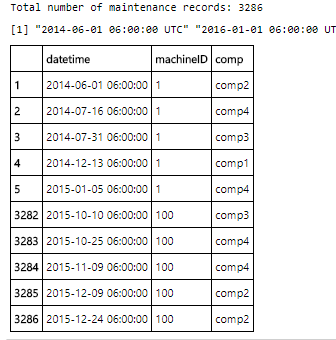 Total number of maintenance records: 3286
[1] "2014-06-01 06:00:00 UTC" "2016-01-01 06:00:00 UT
datetime machineID comp
1 2014-06-01 06:00:00 1 comp2
2 2014-07-16 06:00:00 1 comp4
3 2014-07-31 06:00:00 1 comp3
4 2014-12-13 06:00:00 1 comp1
5 2015-01-05 06:00:00 1 comp4
3282 2015-10-10 06:00:00 100 comp3
3283 2015-10-25 06:00:00 100 comp4
3284 2015-11-09 06:00:00 100 comp4
3285 2015-12-09 06:00:00 100 comp2
3286 2015-12-24 06:00:00 100 comp2